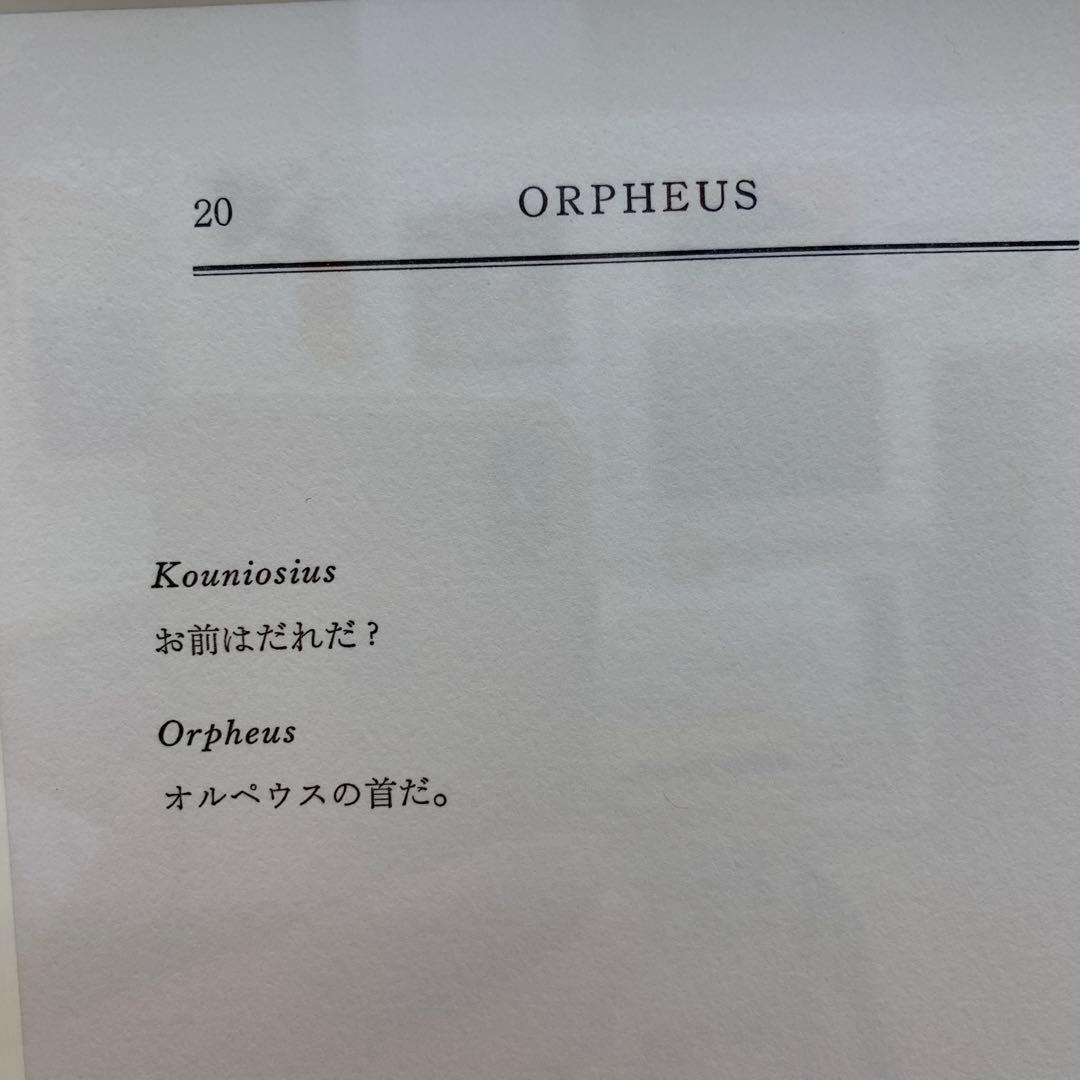 20 ORPHEUS
Kouniosius
お前はだれだ？
Orpheus
オルペウスの首だ。